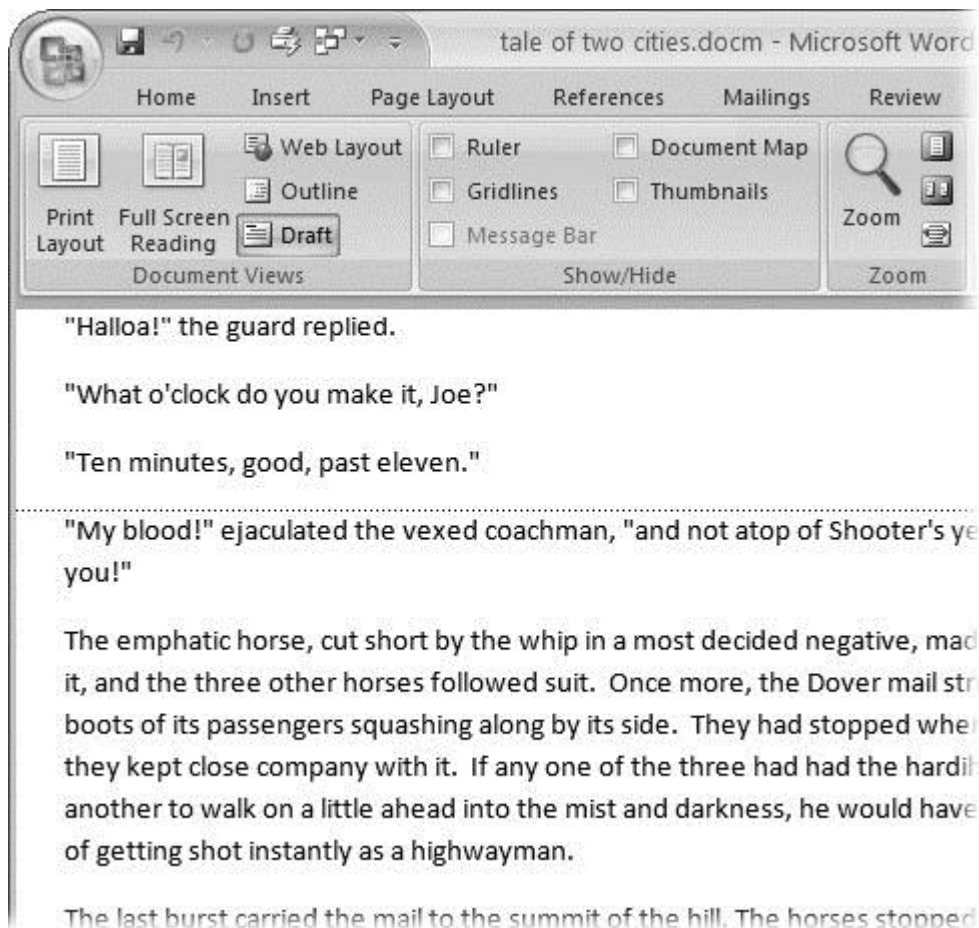 tale of two cities.docm - Microsoft Word
Home Insert Page Layout References Mailings Review
Print Layout
Full Screen Reading
Web Layout
Outline
Draft
Document Views
Ruler
Gridlines
Message Bar
Document Map
Thumbnails
Show/Hide
Zoom
Zoom
"Halloa!" the guard replied.
"What o'clock do you make it, Joe?"
"Ten minutes, good, past eleven."
"My blood!" ejaculated the vexed coachman, "and not atop of Shooter's ye
you!"
The emphatic horse, cut short by the whip in a most decided negative, mad
it, and the three other horses followed suit. Once more, the Dover mail str
boots of its passengers squashing along by its side. They had stopped whe
they kept close company with it. If any one of the three had had the hardih
another to walk on a little ahead into the mist and darkness, he would have
of getting shot instantly as a highwayman.
The last burst carried the mail to the summit of the hill. The horses stopped